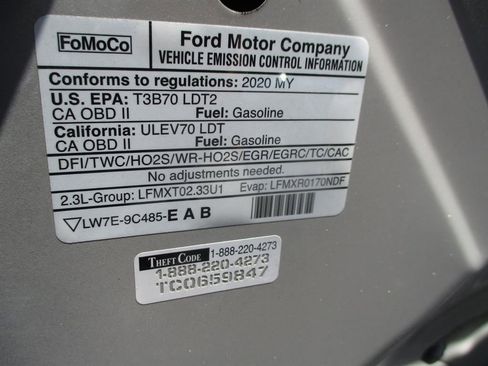 FoMoCo
Ford Motor Company
VEHICLE EMISSION CONTROL INFORMATION
Conforms to regulations: 2020 MY
U.S. EPA: T3B70 LDT2
CA OBD II Fuel: Gasoline
California: ULEV70 LDT
CA OBD II Fuel: Gasoline
DFI/TWC/HO2S/WR-HO2S/EGR/EGRC/TC/CAC
No adjustments needed.
2.3L-Group: LFMXT02.33U1 Evap: LFMXR0170NDF
LW7E-9C485-E A B
THEFT CODE 1-888-220-4273
1-888-220-4273
TC0659847